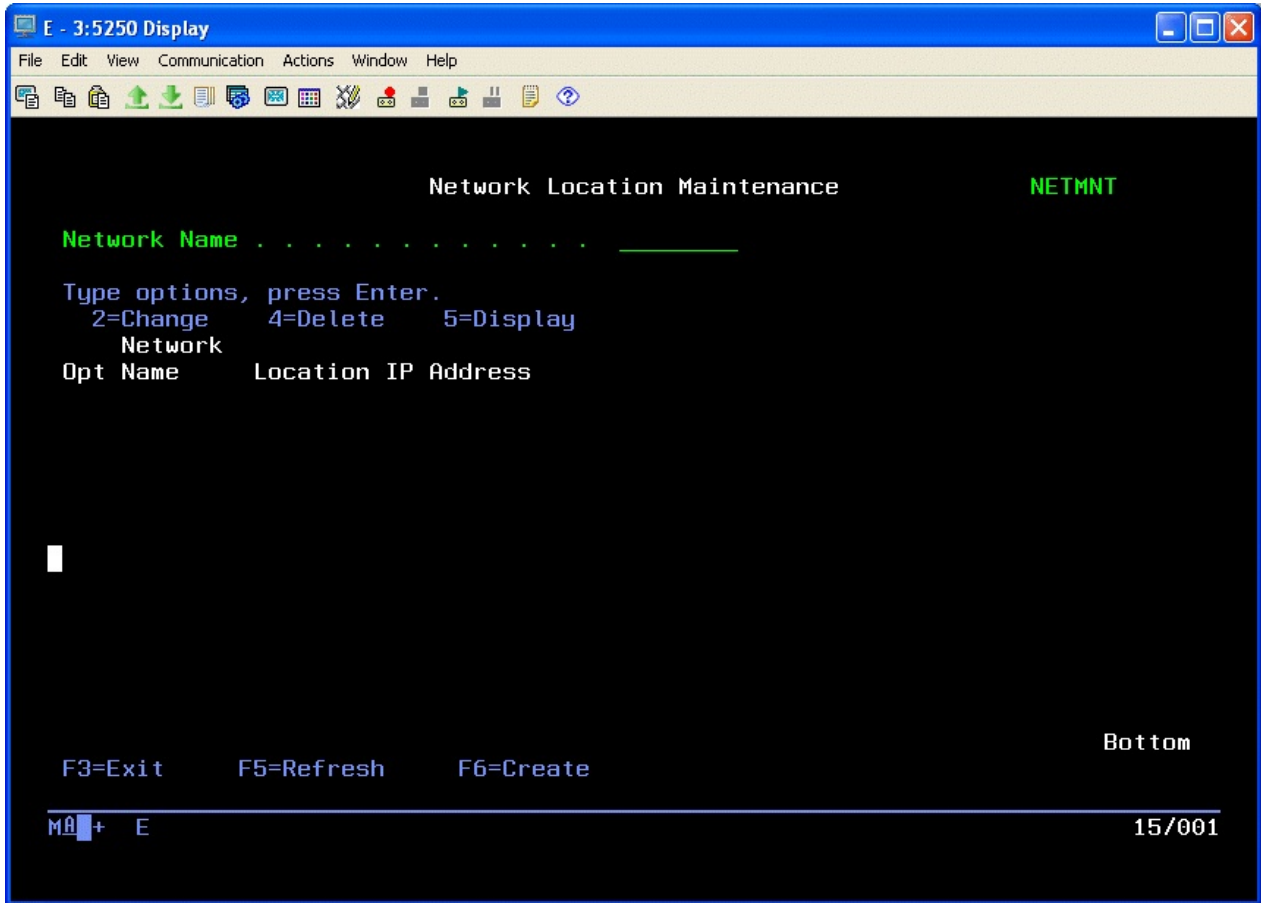 E - 3:5250 Display
File Edit View Communication Actions Window Help
Network Location Maintenance NETMNT
Network Name . . . . . . . . . . . . ________
Type options, press Enter.
2=Change 4=Delete 5=Display
Network
Opt Name Location IP Address
Bottom
F3=Exit F5=Refresh F6=Create
MA + E 15/001